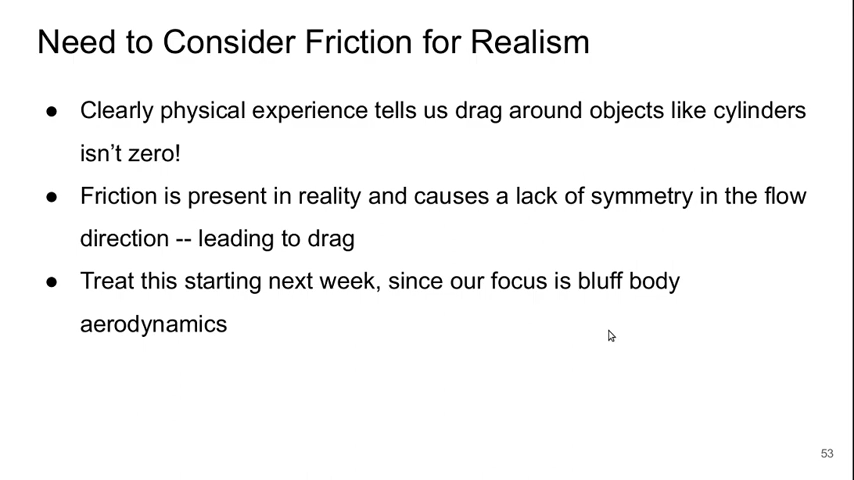 Need to Consider Friction for Realism
● Clearly physical experience tells us drag around objects like cylinders
isn’t zero!
● Friction is present in reality and causes a lack of symmetry in the flow
direction -- leading to drag
● Treat this starting next week, since our focus is bluff body
aerodynamics
53